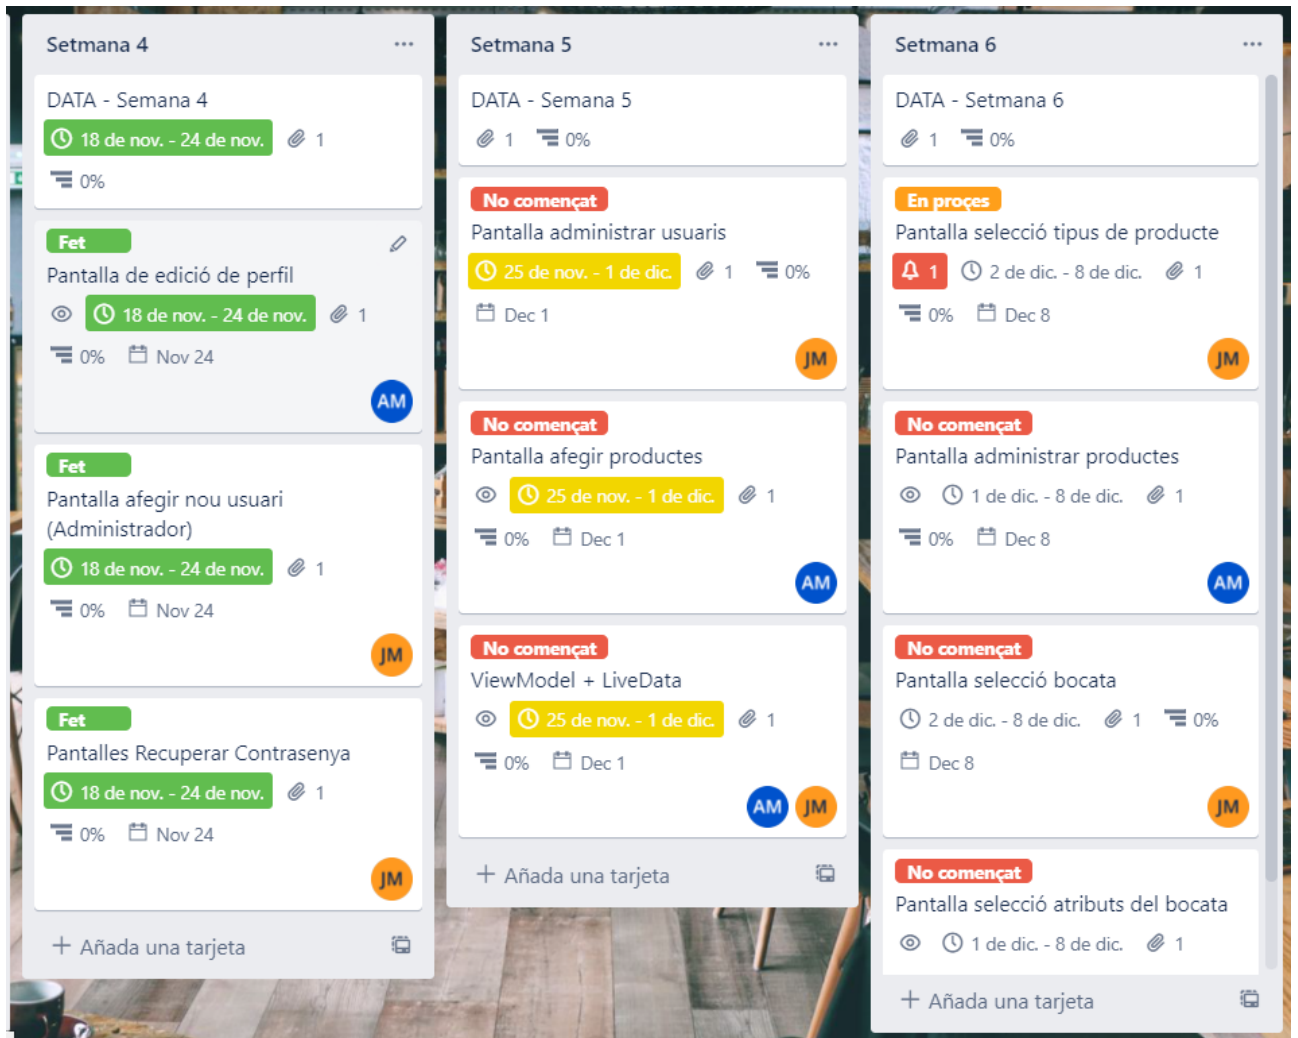 Setmana 4
DATA - Semana 4
18 de nov. - 24 de nov. 1
0%
Fet
Pantalla de edició de perfil
18 de nov. - 24 de nov. 1
0% Nov 24
AM
Fet
Pantalla afegir nou usuari
(Administrador)
18 de nov. - 24 de nov. 1
0% Nov 24
JM
Fet
Pantalles Recuperar Contrasenya
18 de nov. - 24 de nov. 1
0% Nov 24
JM
+ Añada una tarjeta
Setmana 5
DATA - Semana 5
1 0%
No començat
Pantalla administrar usuaris
25 de nov. - 1 de dic. 1 0%
Dec 1
JM
No començat
Pantalla afegir productes
25 de nov. - 1 de dic. 1
0% Dec 1
AM
No començat
ViewModel + LiveData
25 de nov. - 1 de dic. 1
0% Dec 1
AM JM
+ Añada una tarjeta
Setmana 6
DATA - Setmana 6
1 0%
En proçes
Pantalla selecció tipus de producte
1 2 de dic. - 8 de dic. 1
0% Dec 8
JM
No començat
Pantalla administrar productes
1 de dic. - 8 de dic. 1
0% Dec 8
AM
No començat
Pantalla selecció bocata
2 de dic. - 8 de dic. 1 0%
Dec 8
JM
No començat
Pantalla selecció atributs del bocata
1 de dic. - 8 de dic. 1
+ Añada una tarjeta